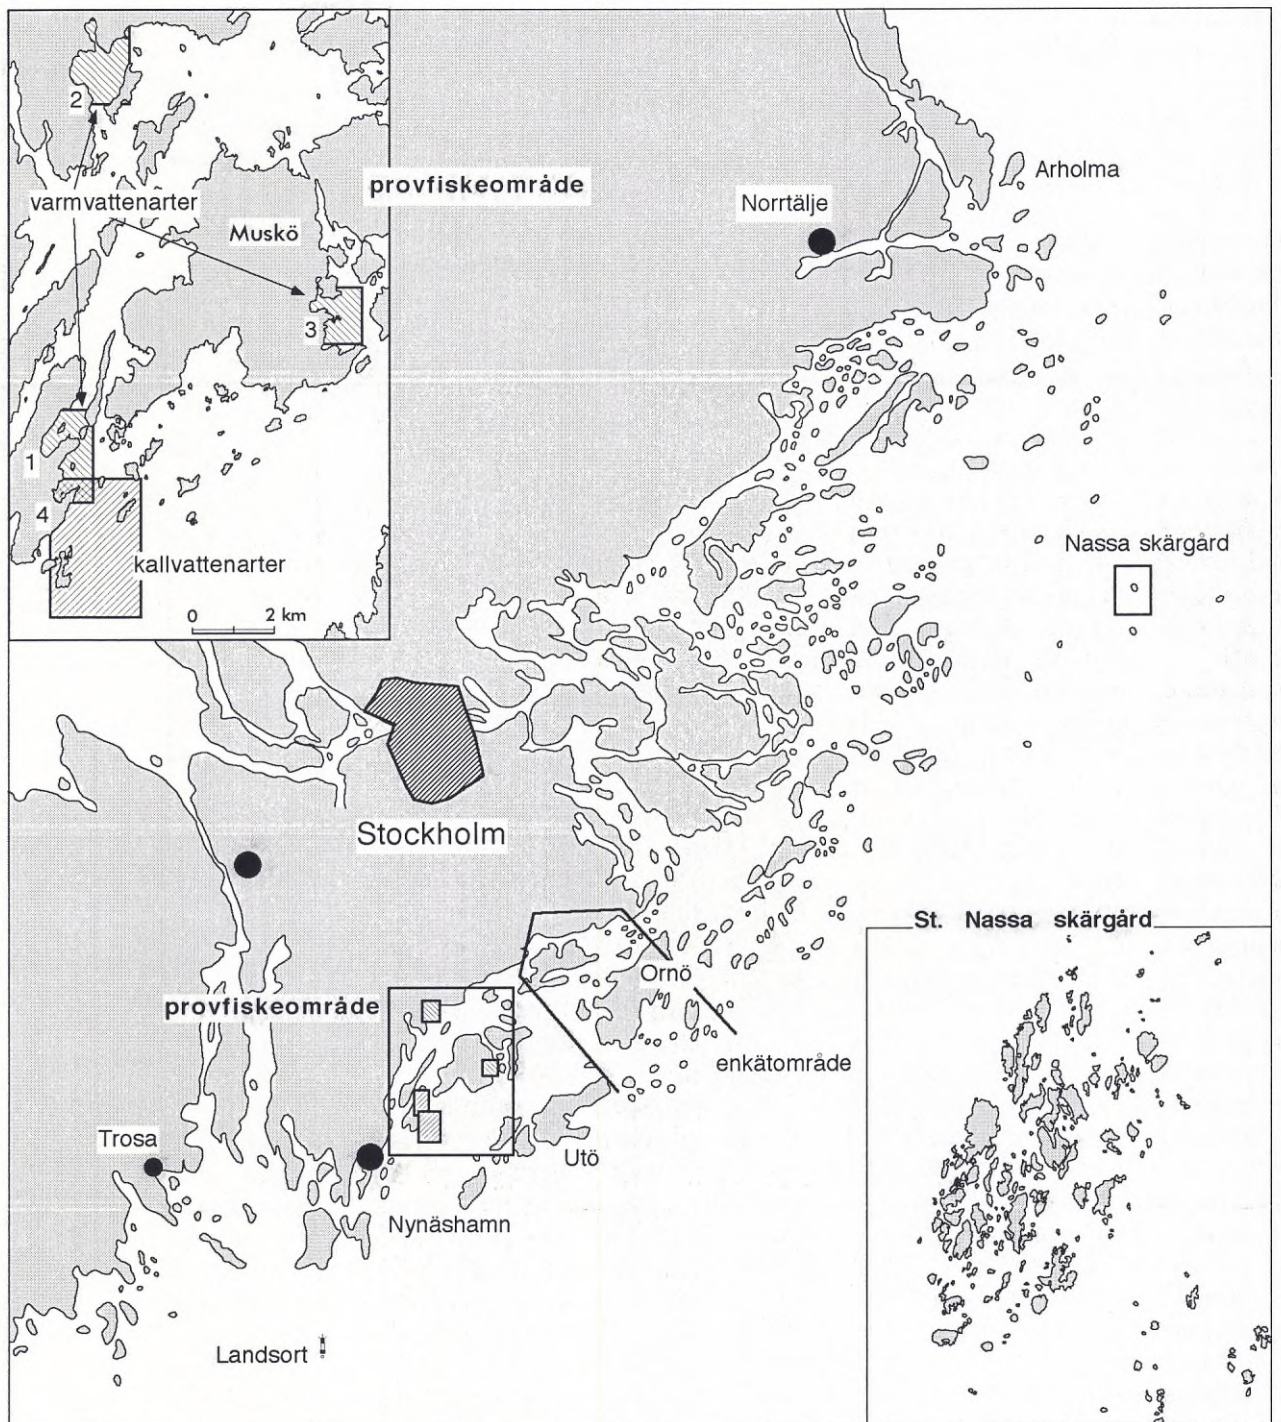 2
varmvattenarter
provfiskeområde
Muskö
3
1
4
kallvattenarter
0 2 km
Arholma
Norrtälje
Nassa skärgård
Stockholm
St. Nassa skärgård
Ornö
provfiskeområde
enkätområde
Trosa
Utö
Nynäshamn
Landsort